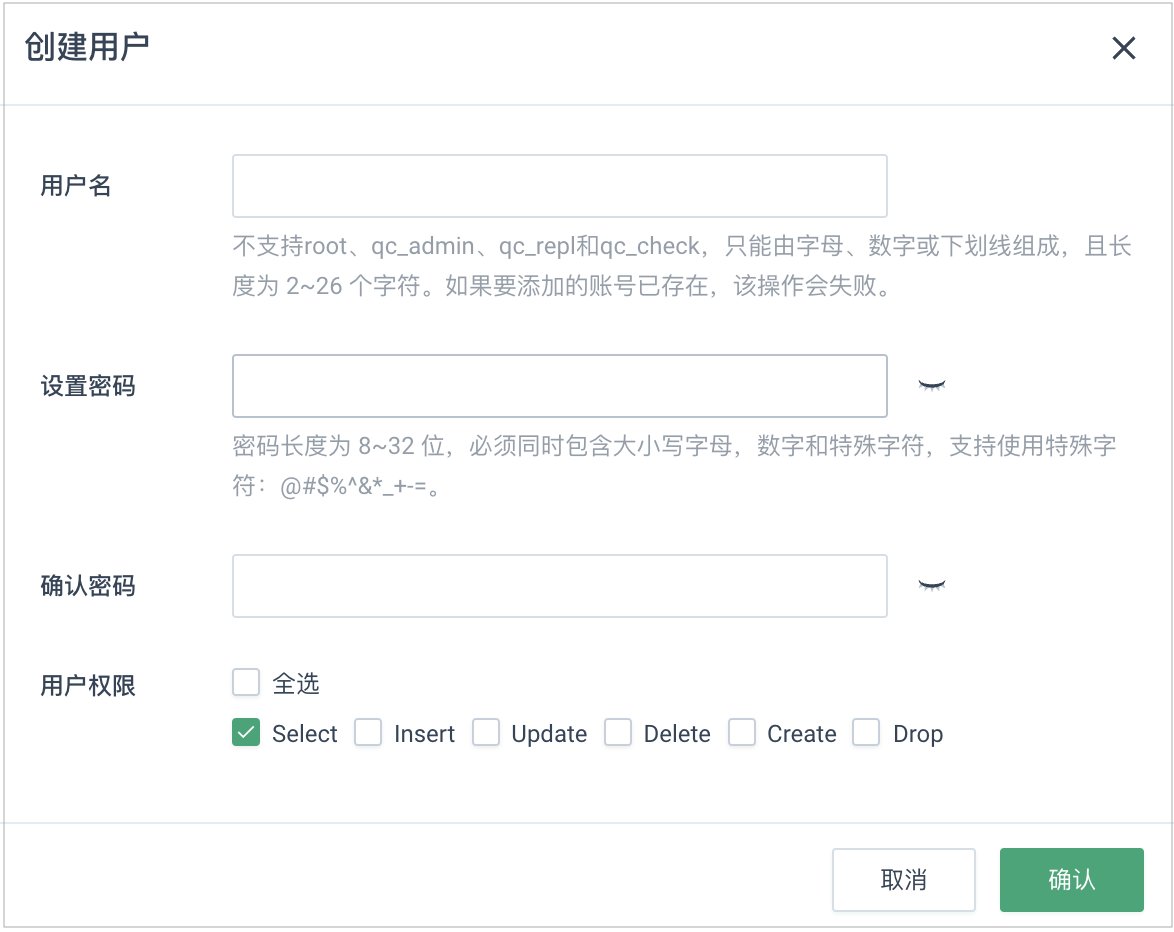 创建用户
用户名
不支持root、qc_admin、qc_repl和qc_check，只能由字母、数字或下划线组成，且长
度为 2~26 个字符。如果要添加的账号已存在，该操作会失败。
设置密码
密码长度为 8~32 位，必须同时包含大小写字母，数字和特殊字符，支持使用特殊字
符：@#$%^&*_+-=。
确认密码
用户权限 全选
Select Insert Update Delete Create Drop
取消 确认